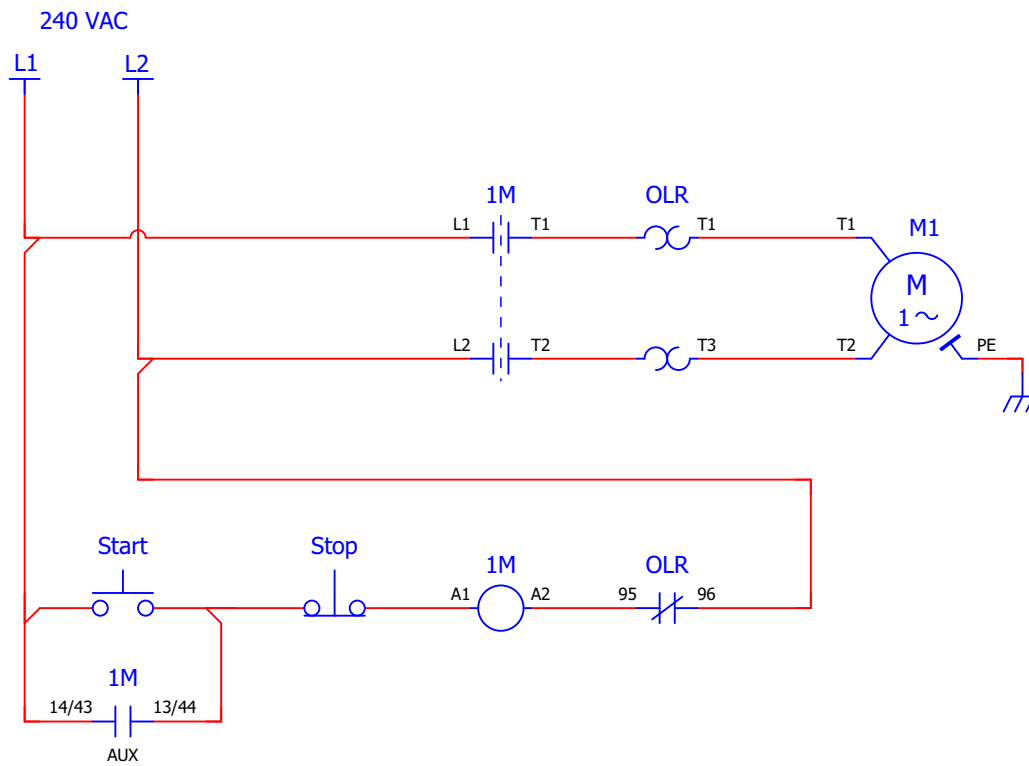 240 VAC
L1 L2
1M OLR
L1 T1 T1 T1 M1
M
1~
L2 T2 T3 T2 PE
Start Stop 1M OLR
A1 A2 95 96
1M
14/43 13/44
AUX